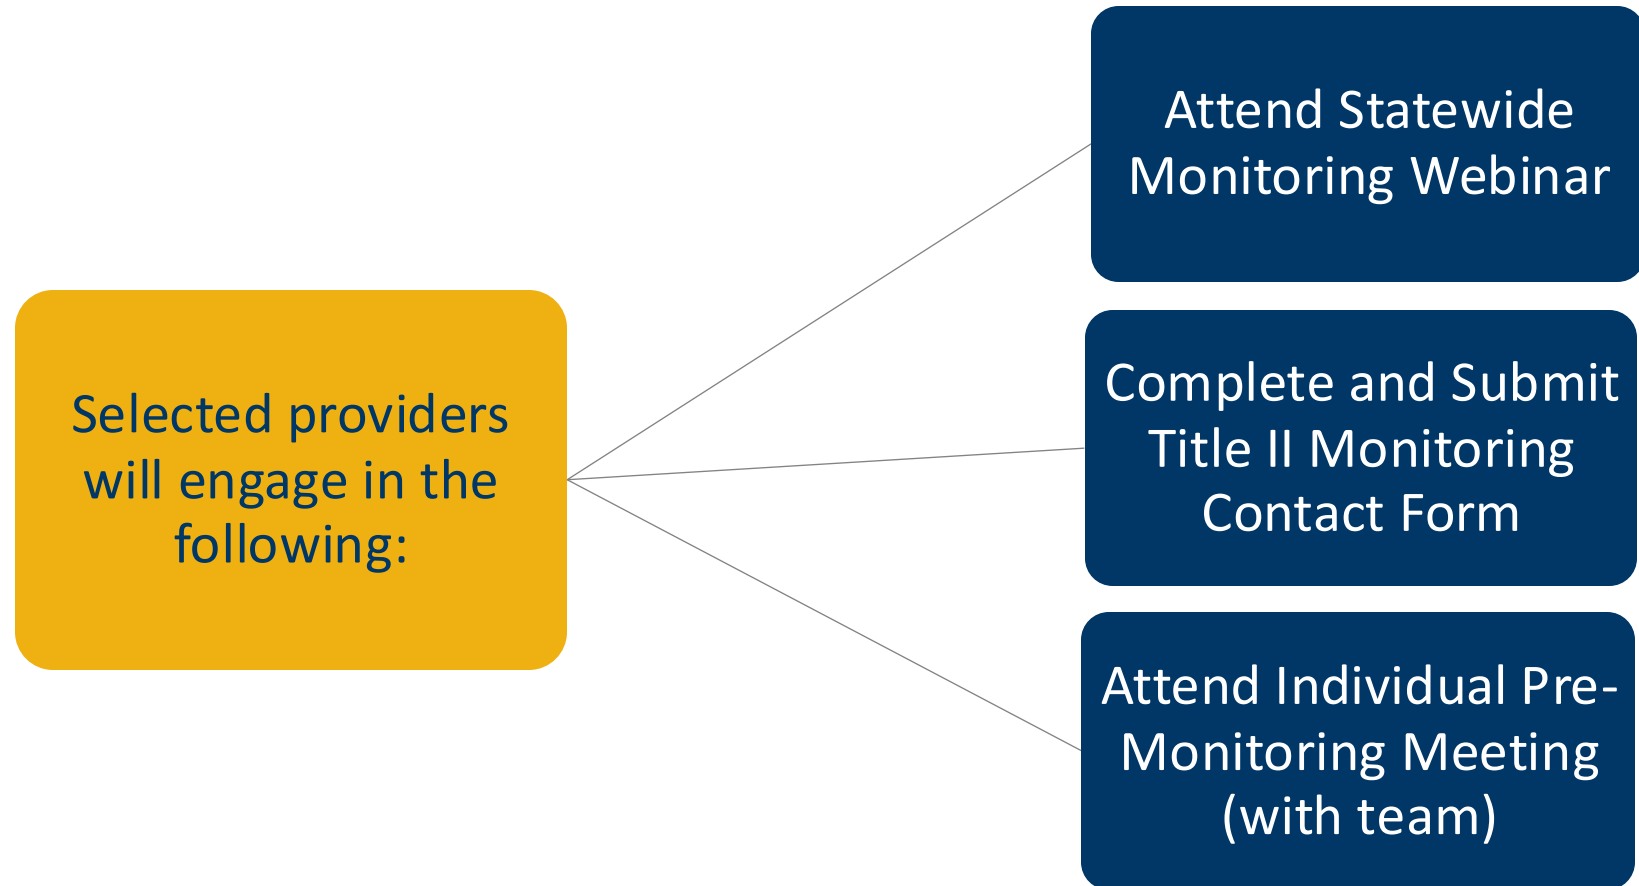 Selected providers
will engage in the
following:
Attend Statewide
Monitoring Webinar
Complete and Submit
Title II Monitoring
Contact Form
Attend Individual Pre-
Monitoring Meeting
(with team)